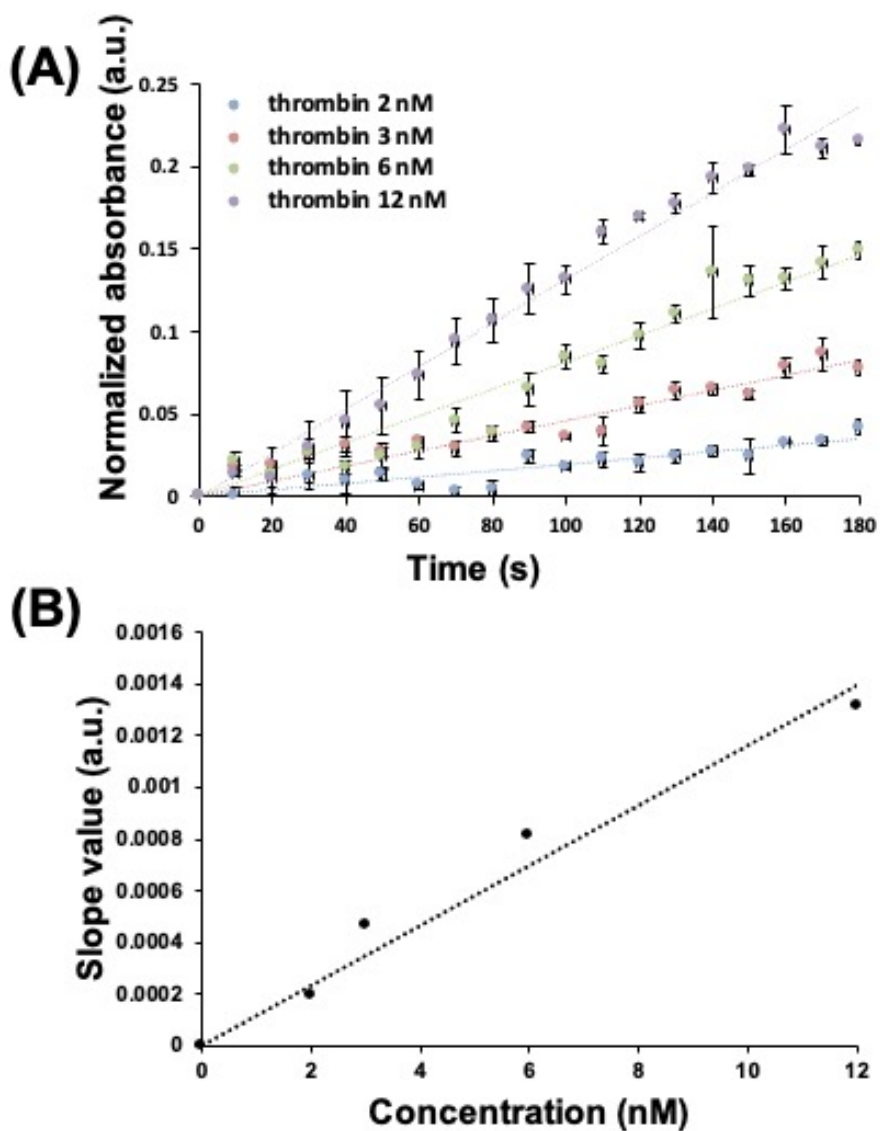 (A)
Normalized absorbance (a.u.)
0.25
0.2
0.15
0.1
0.05
0
thrombin 2 nM
thrombin 3 nM
thrombin 6 nM
thrombin 12 nM
0 20 40 60 80 100 120 140 160 180
Time (s)
(B)
Slope value (a.u.)
0.0016
0.0014
0.0012
0.001
0.0008
0.0006
0.0004
0.0002
0
0 2 4 6 8 10 12
Concentration (nM)